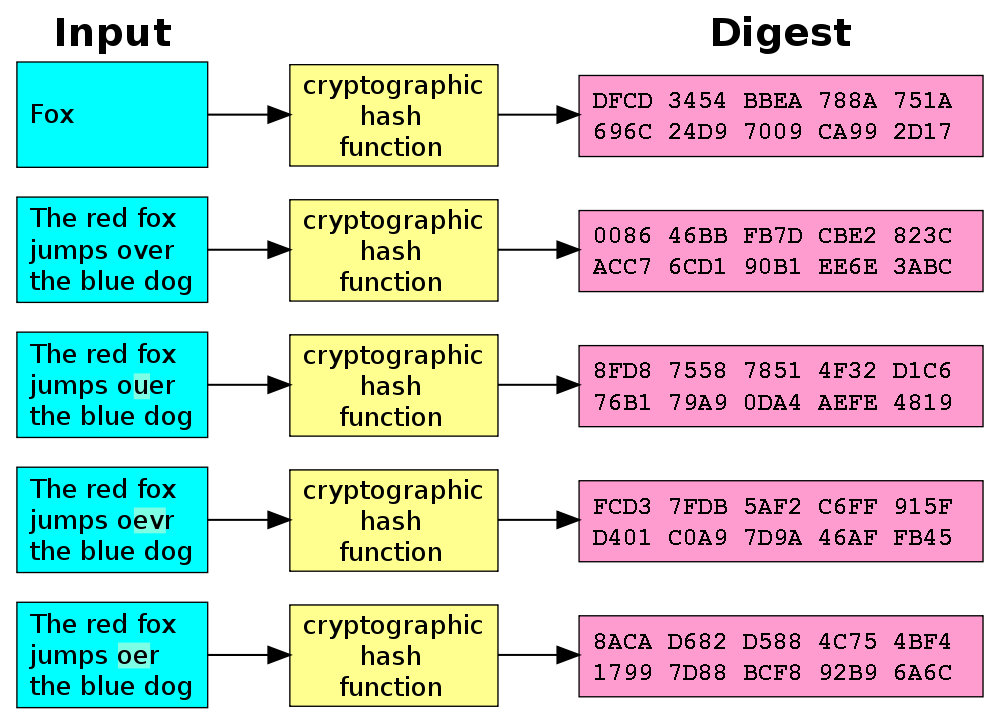 Input
Digest
Fox
cryptographic
hash
function
DFCD 3454 BBEA 788A 751A
696C 24D9 7009 CA99 2D17
The red fox
jumps over
the blue dog
cryptographic
hash
function
0086 46BB FB7D CBE2 823C
ACC7 6CD1 90B1 EE6E 3ABC
The red fox
jumps ouer
the blue dog
cryptographic
hash
function
8FD8 7558 7851 4F32 D1C6
76B1 79A9 0DA4 AEFE 4819
The red fox
jumps oevr
the blue dog
cryptographic
hash
function
FCD3 7FDB 5AF2 C6FF 915F
D401 C0A9 7D9A 46AF FB45
The red fox
jumps oer
the blue dog
cryptographic
hash
function
8ACA D682 D588 4C75 4BF4
1799 7D88 BCF8 92B9 6A6C